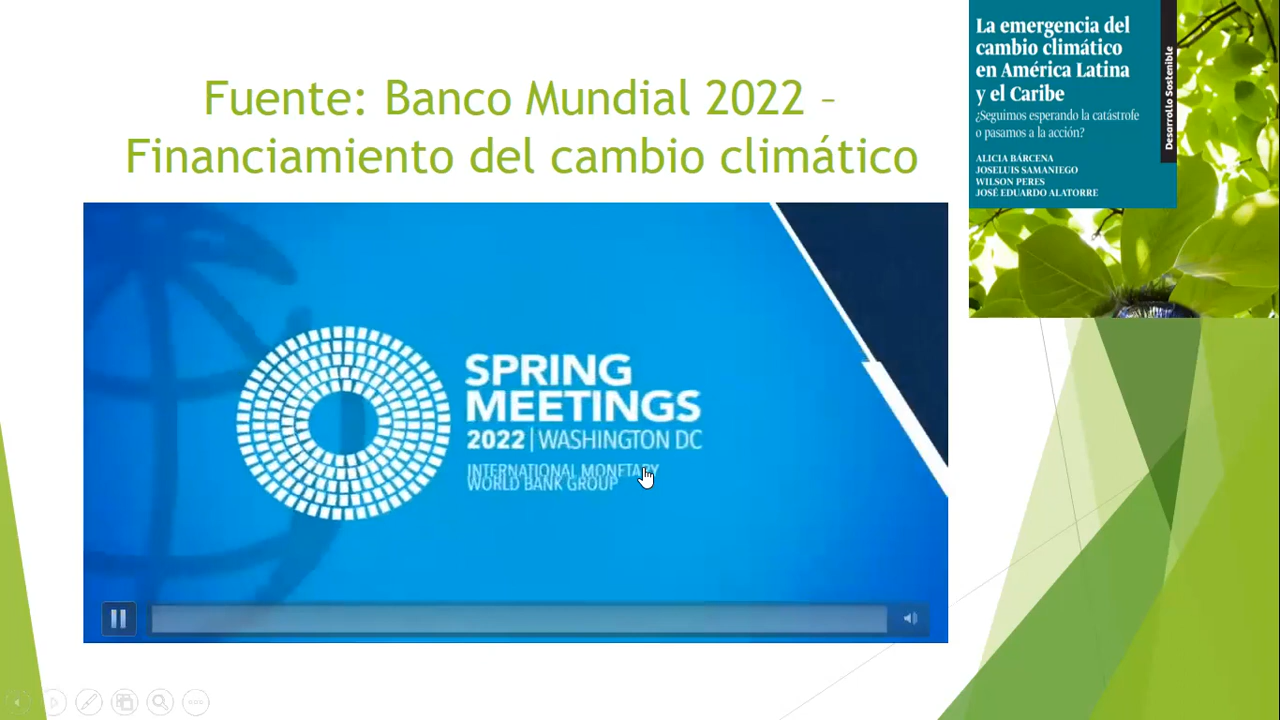 Fuente: Banco Mundial 2022 –
Financiamiento del cambio climático
La emergencia del
cambio climático
en América Latina
y el Caribe
¿Seguimos esperando la catástrofe
o pasamos a la acción?
ALICIA BÁRCENA
JOSELUIS SAMANIEGO
WILSON PERES
JOSÉ EDUARDO ALATORRE
Desarrollo Sostenible
SPRING
MEETINGS
2022 | WASHINGTON DC
INTERNATIONAL MONETARY
WORLD BANK GROUP